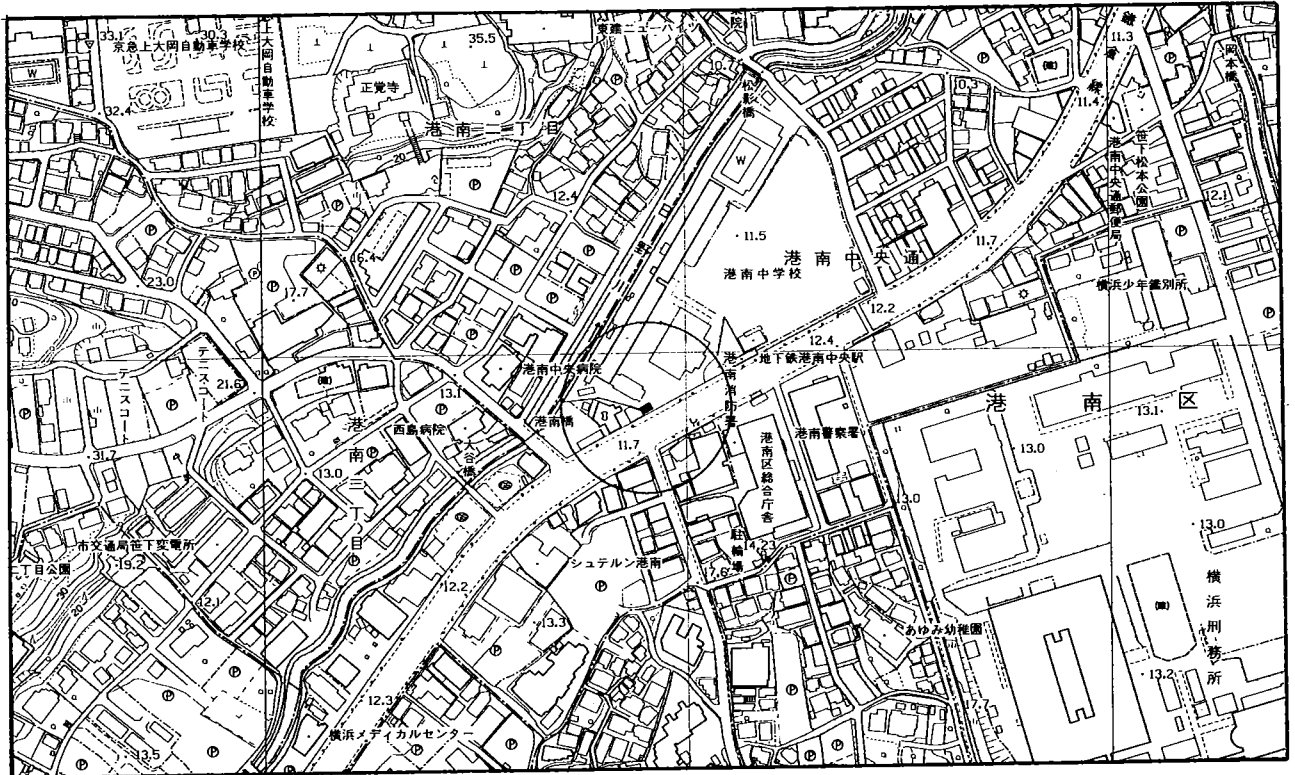 33.1
30.3
京急上大岡自動車学校
W
32.4
上大岡自動車学校
35.5
正覚寺
東建ニューハイツ
港南二丁目
20
12.4
松影橋
W
野
川
11.5
港南中学校
港南中央通
10.3
11.3
11.4
岡本橋
笹下松本公園
港南中央通郵便局
12.1
11.7
横浜少年鑑別所
12.2
12.4
地下鉄港南中央駅
港南消防署
16.4
17.7
23.0
テニスコート
テニスコ
21.6
31.7
港南中央病院
13.1
港南橋
西島病院
大谷橋
11.7
港南三丁目
13.0
港南区
13.1
13.0
港南警察署
港南区総合庁舎
13.0
13.0
駐輪場
14.2
17.6
シュテルン港南
市交通局笹下変電所
19.2
二丁目公園
30
20
12.1
12.2
13.3
あゆみ幼稚園
横浜刑務所
13.2
17.7
12.3
横浜メディカルセンター
13.5